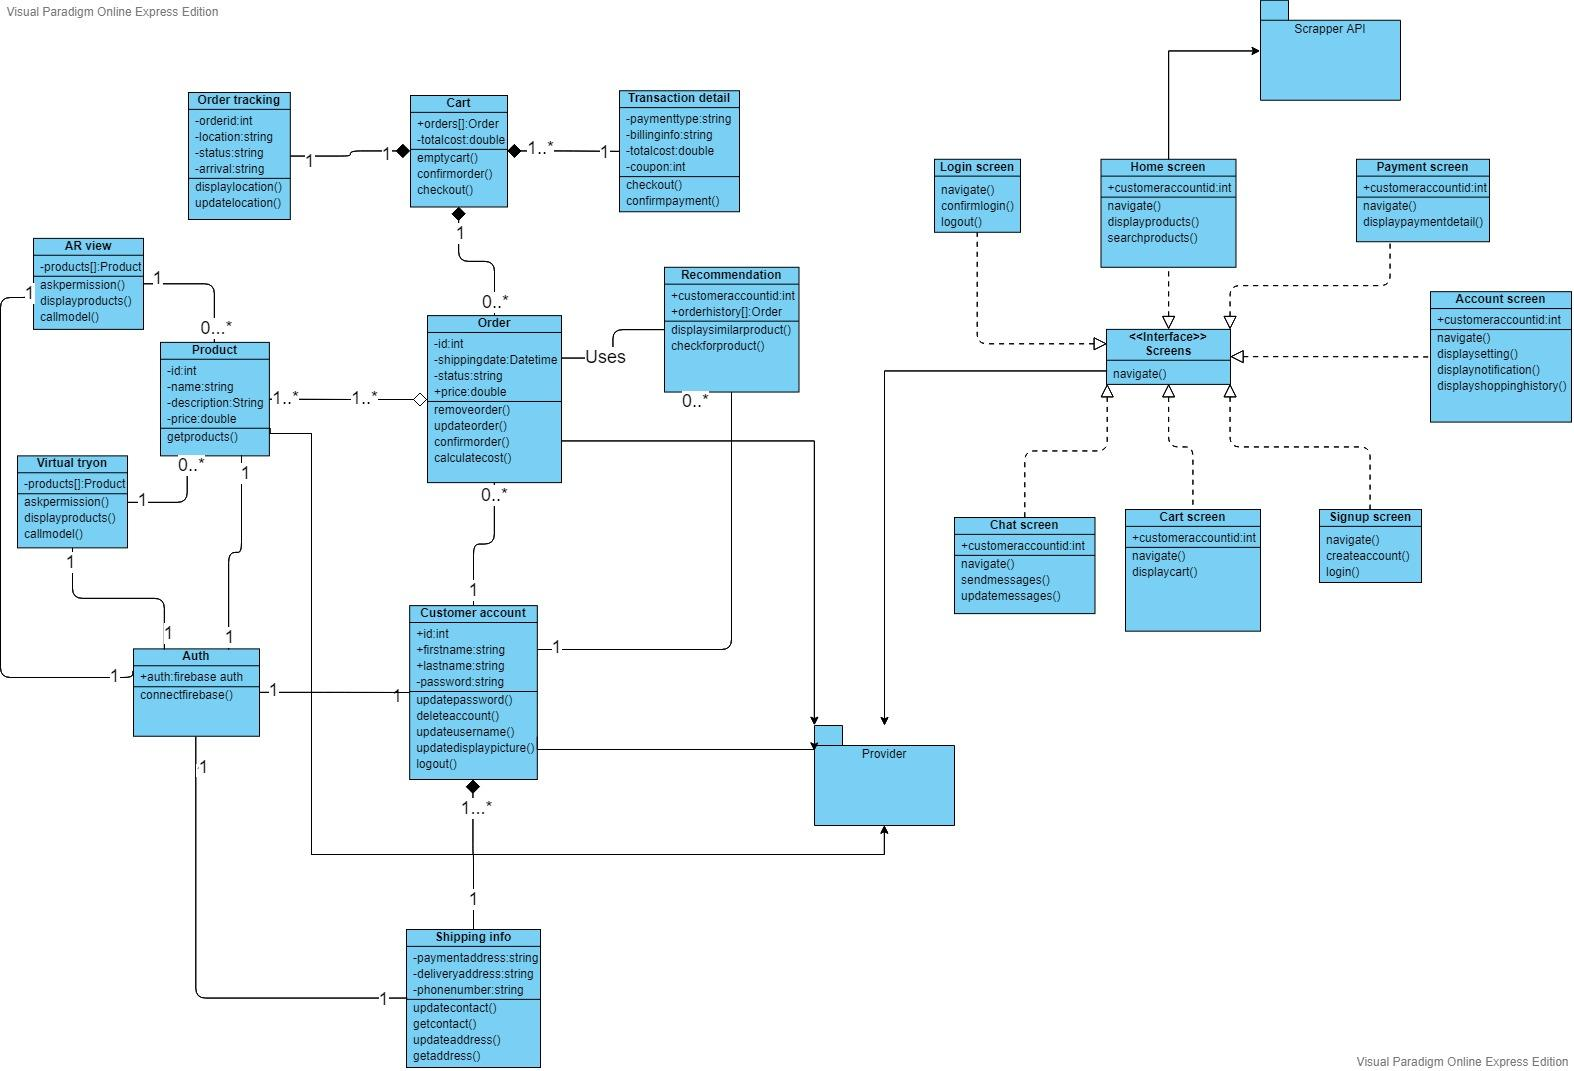 Visual Paradigm Online Express Edition
Scrapper API
Order tracking
-orderid:int
-location:string
-status:string
-arrival:string
displaylocation()
updatelocation()
1
1
Cart
+orders[]:Order
-totalcost:double
emptycart()
confirmorder()
checkout()
1..*
1
Transaction detail
-paymenttype:string
-billinginfo:string
-totalcost:double
-coupon:int
checkout()
confirmpayment()
1
0..*
Login screen
navigate()
confirmlogin()
logout()
Home screen
+customeraccountid:int
navigate()
displayproducts()
searchproducts()
Payment screen
+customeraccountid:int
navigate()
displaypaymentdetail()
AR view
-products[]:Product
askpermission()
displayproducts()
callmodel()
1
1
0...*
Recommendation
+customeraccountid:int
+orderhistory[]:Order
displaysimilarproduct()
checkforproduct()
0..*
Account screen
+customeraccountid:int
navigate()
displaysetting()
displaynotification()
displayshoppinghistory()
Order
-id:int
-shippingdate:Datetime
-status:string
+price:double
removeorder()
updateorder()
confirmorder()
calculatecost()
Uses
0..*
<<Interface>>
Screens
navigate()
Product
-id:int
-name:string
-description:String
-price:double
getproducts()
1..*
1..*
0..*
1
Virtual tryon
-products[]:Product
askpermission()
displayproducts()
callmodel()
1
1
Chat screen
+customeraccountid:int
navigate()
sendmessages()
updatemessages()
Cart screen
+customeraccountid:int
navigate()
displaycart()
Signup screen
navigate()
createaccount()
login()
1
1
1
1
Auth
+auth:firebase auth
connectfirebase()
1
1
1
Customer account
+id:int
+firstname:string
+lastname:string
-password:string
updatepassword()
deleteaccount()
updateusername()
updatedisplaypicture()
logout()
1
1...*
Provider
1
1
1
Shipping info
-paymentaddress:string
-deliveryaddress:string
-phonenumber:string
updatecontact()
getcontact()
updateaddress()
getaddress()
Visual Paradigm Online Express Edition